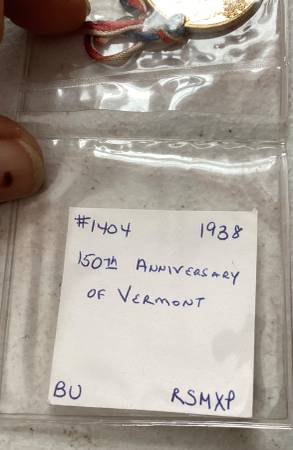 #1404 1938
150th ANNIVERSARY
OF VERMONT
BU RSMXP